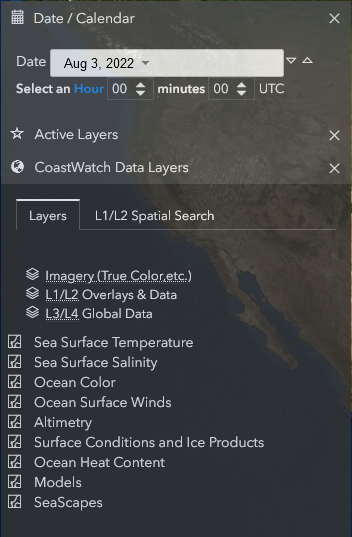 Date / Calendar
Date Aug 3, 2022
Select an Hour 00 minutes 00 UTC
Active Layers
CoastWatch Data Layers
Layers L1/L2 Spatial Search
Imagery (True Color,etc.)
L1/L2 Overlays & Data
L3/L4 Global Data
Sea Surface Temperature
Sea Surface Salinity
Ocean Color
Ocean Surface Winds
Altimetry
Surface Conditions and Ice Products
Ocean Heat Content
Models
SeaScapes